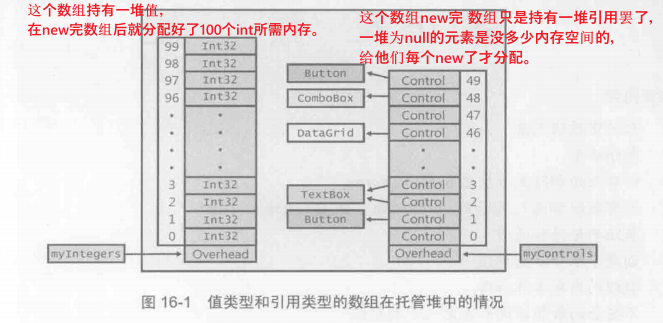 这个数组持有一堆值,
在new完数组后就分配好了100个int所需内存。
这个数组new完 数组只是持有一堆引用罢了,
一堆为null的元素是没多少内存空间的,
给他们每个new了才分配。
99 Int32
98 Int32
97 Int32
96 Int32
3 Int32
2 Int32
1 Int32
0 Int32
Overhead
myIntegers
Button
ComboBox
DataGrid
TextBox
Button
Control 49
Control 48
Control 47
Control 46
Control 3
Control 2
Control 1
Control 0
Overhead
myControls
图 16-1 值类型和引用类型的数组在托管堆中的情况